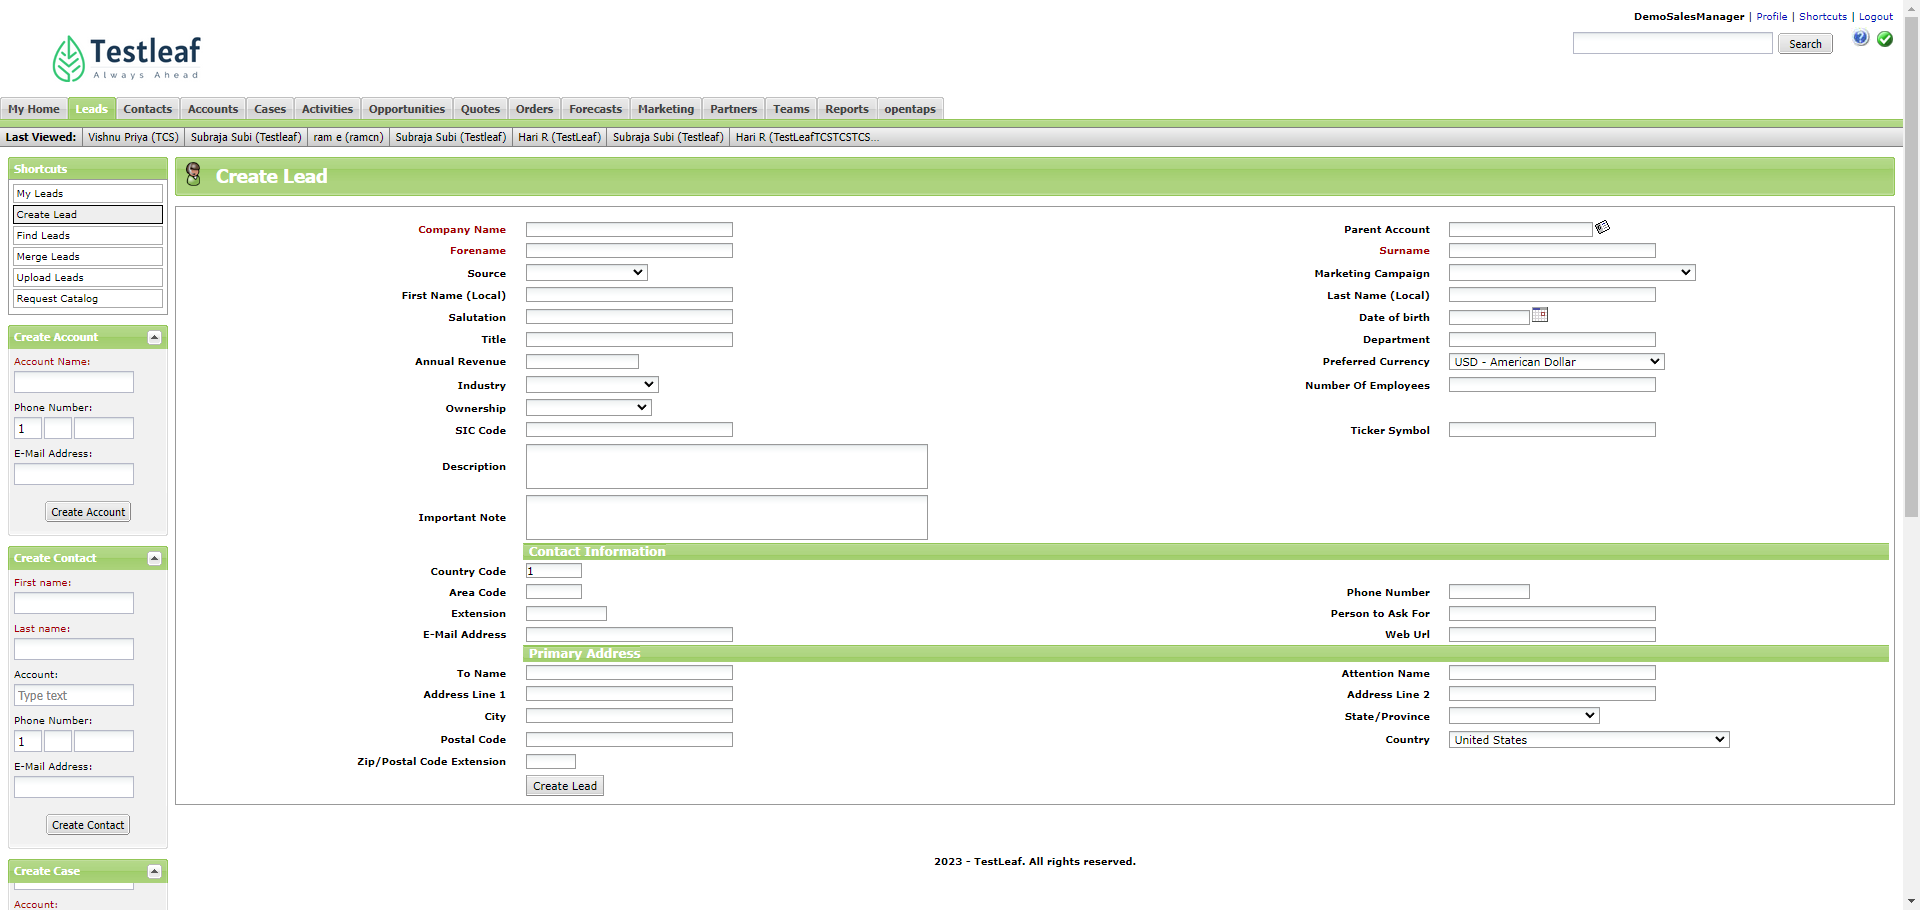 DemoSalesManager | Profile | Shortcuts | Logout
Testleaf
Always Ahead
Search
My Home Leads Contacts Accounts Cases Activities Opportunities Quotes Orders Forecasts Marketing Partners Teams Reports opentaps
Last Viewed: Vishnu Priya (TCS) Subraja Subi (Testleaf) ram e (ramcn) Subraja Subi (Testleaf) Hari R (TestLeaf) Subraja Subi (Testleaf) Hari R (TestLeafTCSTCSTCS...
Shortcuts
My Leads
Create Lead
Find Leads
Merge Leads
Upload Leads
Request Catalog
Create Account
Account Name:
Phone Number:
1
E-Mail Address:
Create Account
Create Contact
First name:
Last name:
Account:
Type text
Phone Number:
1
E-Mail Address:
Create Contact
Create Case
Account:
Create Lead
Company Name Parent Account
Forename Surname
Source Marketing Campaign
First Name (Local) Last Name (Local)
Salutation Date of birth
Title Department
Annual Revenue Preferred Currency USD - American Dollar
Industry Number Of Employees
Ownership
SIC Code Ticker Symbol
Description
Important Note
Contact Information
Country Code 1
Area Code Phone Number
Extension Person to Ask For
E-Mail Address Web Url
Primary Address
To Name Attention Name
Address Line 1 Address Line 2
City State/Province
Postal Code Country United States
Zip/Postal Code Extension
Create Lead
2023 - TestLeaf. All rights reserved.